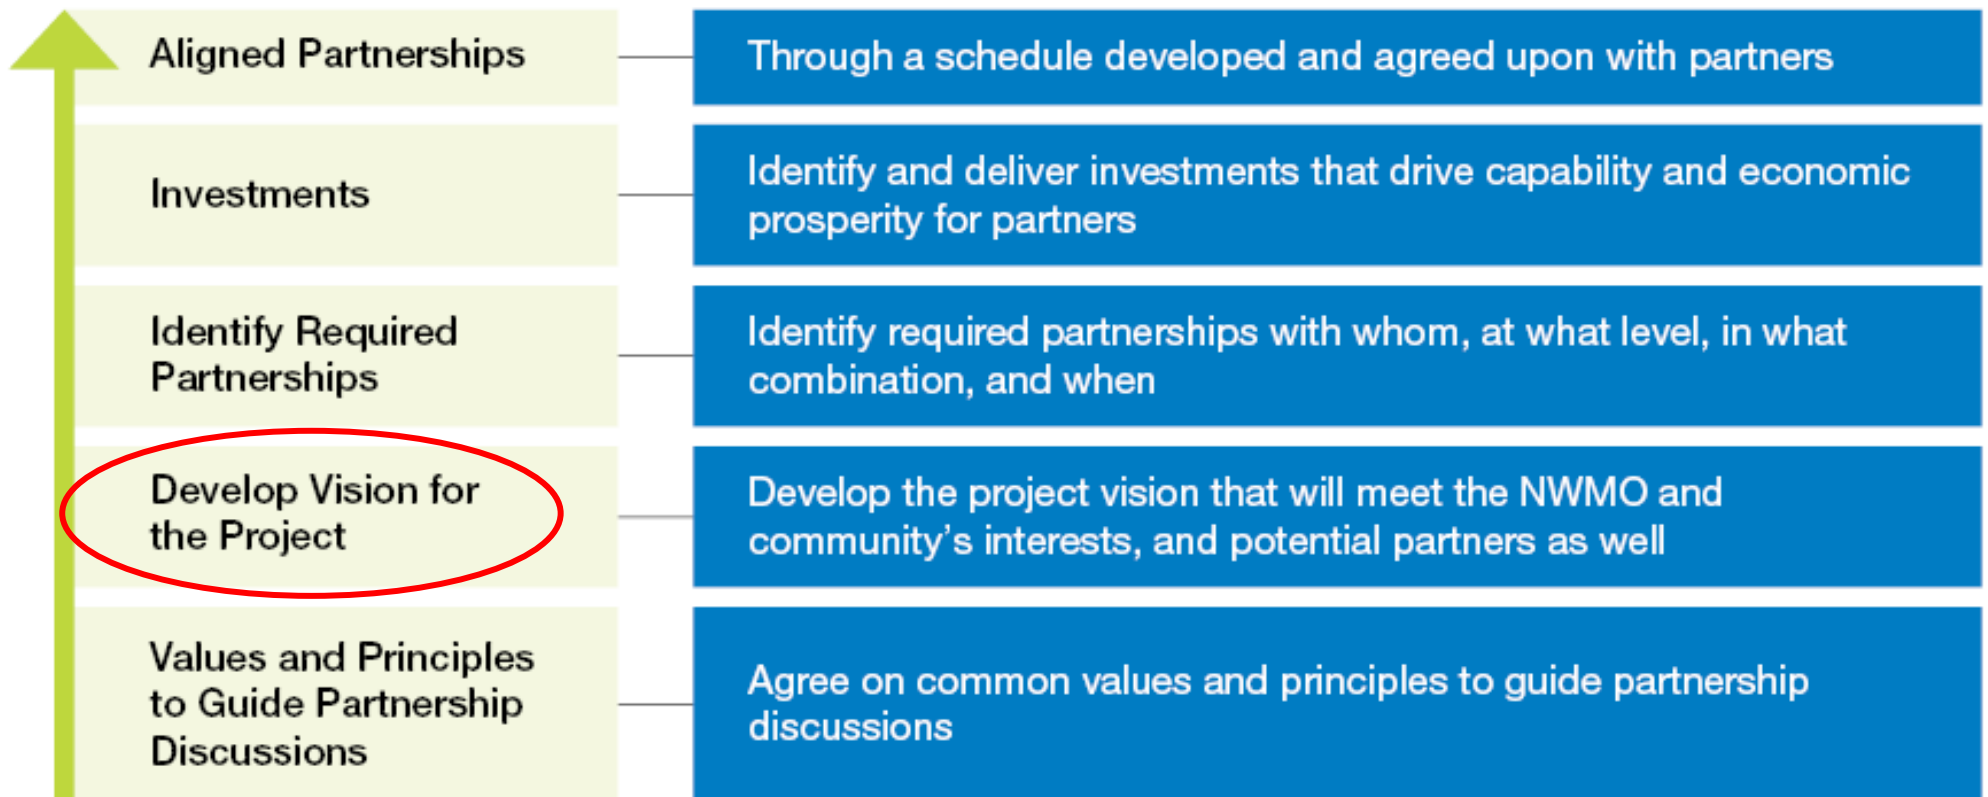 Aligned Partnerships
Through a schedule developed and agreed upon with partners
Investments
Identify and deliver investments that drive capability and economic
prosperity for partners
Identify Required
Partnerships
Identify required partnerships with whom, at what level, in what
combination, and when
Develop Vision for
the Project
Develop the project vision that will meet the NWMO and
community’s interests, and potential partners as well
Values and Principles
to Guide Partnership
Discussions
Agree on common values and principles to guide partnership
discussions